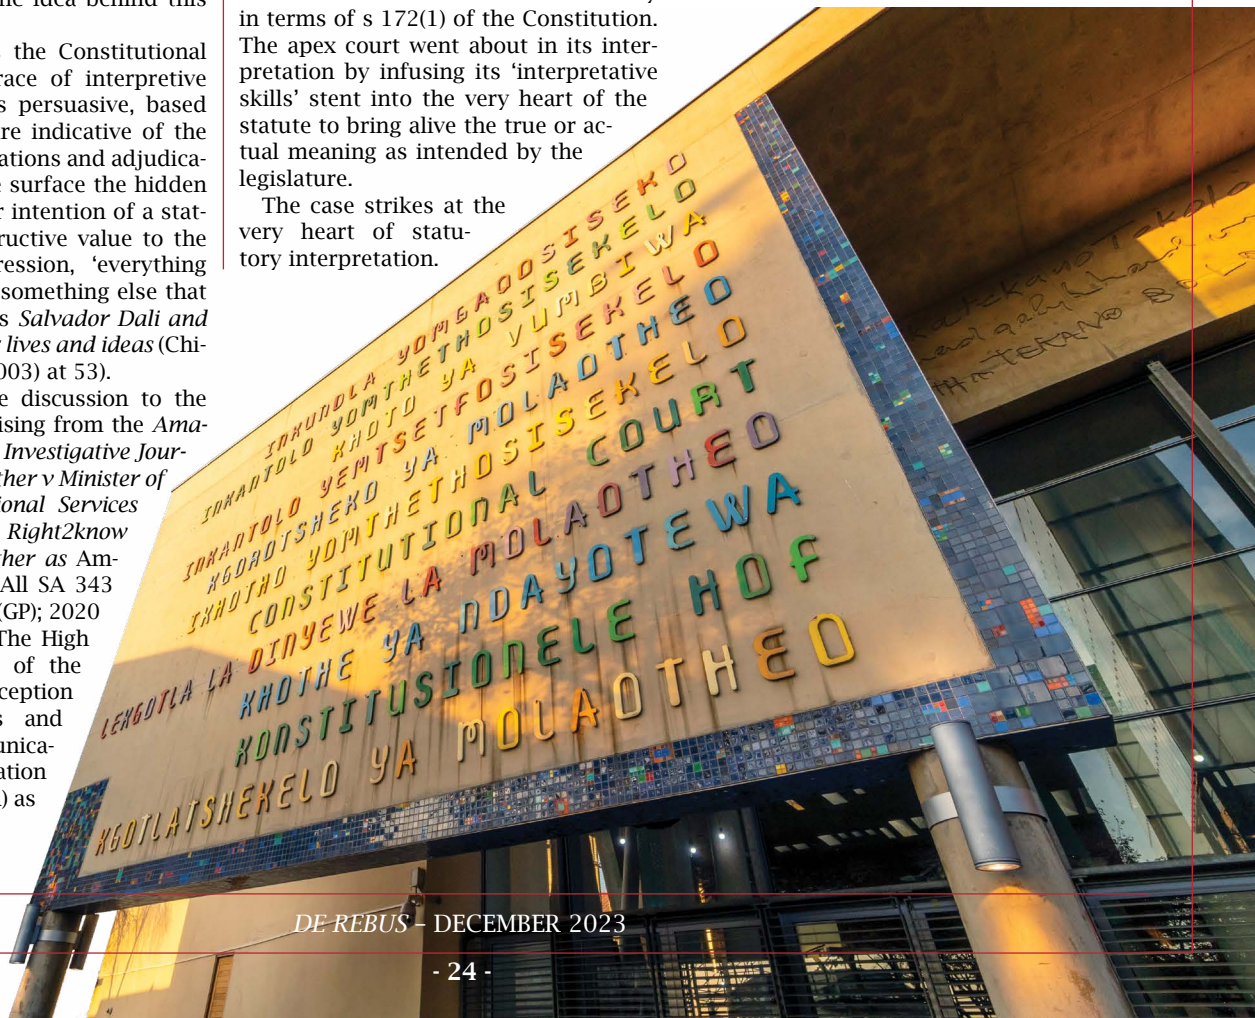 he idea behind this
the Constitutional
race of interpretive
s persuasive, based
re indicative of the
ations and adjudica-
e surface the hidden
r intention of a stat-
ructive value to the
ression, ‘everything
something else that
s Salvador Dali and
r lives and ideas (Chi-
003) at 53).
e discussion to the
ising from the Ama-
Investigative Jour-
ther v Minister of
ional Services
Right2know
her as Am-
All SA 343
(GP); 2020
The High
of the
ception
s and
unica-
ation
) as
in terms of s 172(1) of the Constitution.
The apex court went about in its inter-
pretation by infusing its ‘interpretative
skills’ stent into the very heart of the
statute to bring alive the true or ac-
tual meaning as intended by the
legislature.
The case strikes at the
very heart of statu-
tory interpretation.
INKUNDLA YOMGAQOSISEKO
INKANTOLO YOMTHETHOSISEKELO
KHOTO YA VUMBIWA
INKANTOLO YEMTSETFOSISEKELO
KGOROTSHEKO YA MOLAOTHEO
IKHOTHO YOMTHETHOSISEKELO
CONSTITUTIONAL COURT
LEKGOTLA LA DINYEWE LA MOLAOTHEO
KHOTHE YA NDAYOTEWA
KONSTITUSIONELE HOF
KGOTLATSHEKELO YA MOLAOTHEO
DE REBUS – DECEMBER 2023
- 24 -